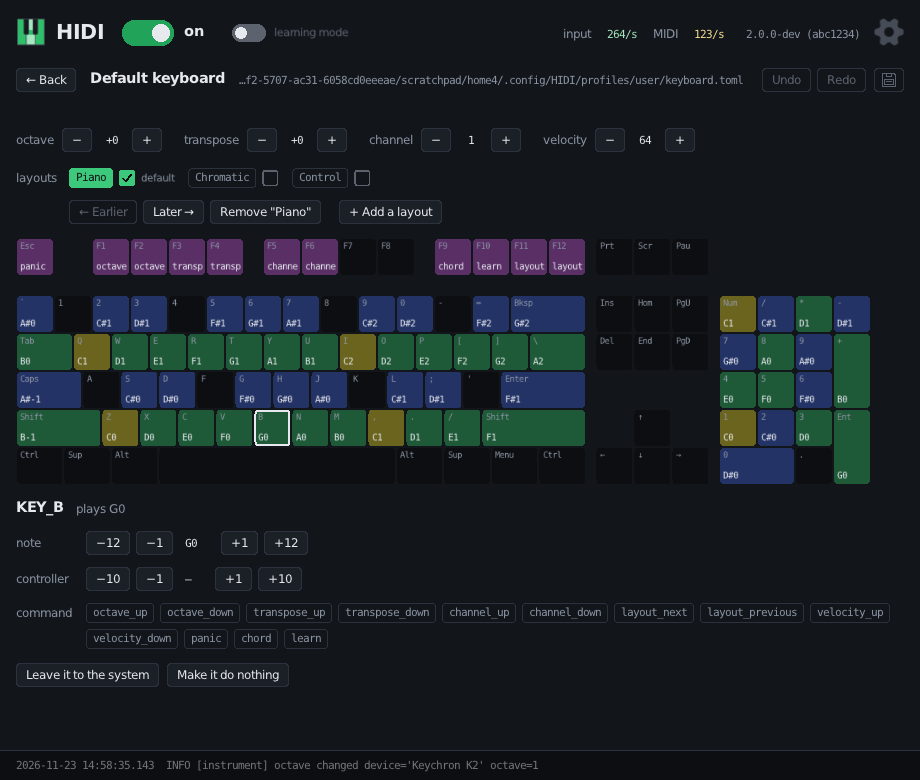 HIDI on learning mode input 264/s MIDI 123/s 2.0.0-dev (abc1234)
← Back Default keyboard …f2-5707-ac31-6058cd0eeeae/scratchpad/home4/.config/HIDI/profiles/user/keyboard.toml Undo Redo
octave − +0 + transpose − +0 + channel − 1 + velocity − 64 +
layouts Piano default Chromatic Control
← Earlier Later → Remove "Piano" + Add a layout
Esc F1 F2 F3 F4 F5 F6 F7 F8 F9 F10 F11 F12 Prt Scr Pau
panic octave octave transp transp channe channe chord learn layout layout
` 1 2 3 4 5 6 7 8 9 0 - = Bksp Ins Hom PgU Num / * -
A#0 C#1 D#1 F#1 G#1 A#1 C#2 D#2 F#2 G#2 C1 C#1 D1 D#1
Tab Q W E R T Y U I O P [ ] \ Del End PgD 7 8 9 +
B0 C1 D1 E1 F1 G1 A1 B1 C2 D2 E2 F2 G2 A2 G#0 A0 A#0
Caps A S D F G H J K L ; ' Enter 4 5 6
A#-1 C#0 D#0 F#0 G#0 A#0 C#1 D#1 F#1 E0 F0 F#0 B0
Shift Z X C V B N M , . / Shift ↑ 1 2 3 Ent
B-1 C0 D0 E0 F0 G0 A0 B0 C1 D1 E1 F1 C0 C#0 D0
Ctrl Sup Alt Alt Sup Menu Ctrl ← ↓ → 0 .
D#0 G0
KEY_B plays G0
note −12 −1 G0 +1 +12
controller −10 −1 — +1 +10
command octave_up octave_down transpose_up transpose_down channel_up channel_down layout_next layout_previous velocity_up
velocity_down panic chord learn
Leave it to the system Make it do nothing
2026-11-23 14:58:35.143 INFO [instrument] octave changed device='Keychron K2' octave=1